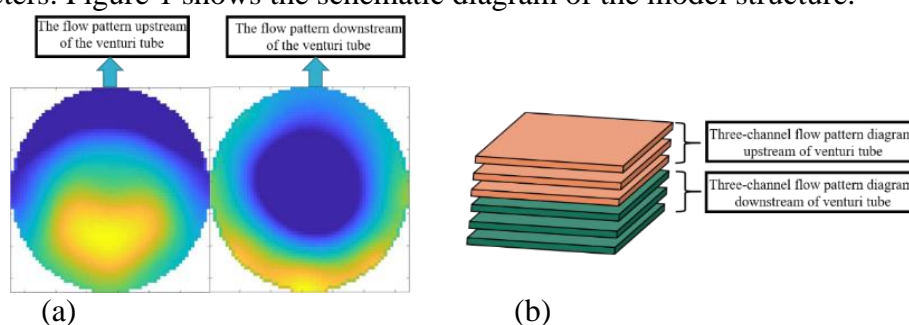 eters. Figure 1 shows the schematic diagram of the model structure.
The flow pattern upstream
of the venturi tube
The flow pattern downstream
of the venturi tube
Three-channel flow pattern diagram
upstream of venturi tube
Three-channel flow pattern diagram
downstream of venturi tube
(a)
(b)